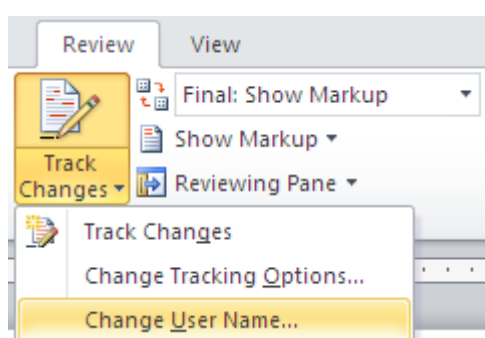 Review View
Final: Show Markup
Show Markup
Track
Changes
Reviewing Pane
Track Changes
Change Tracking Options...
Change User Name...